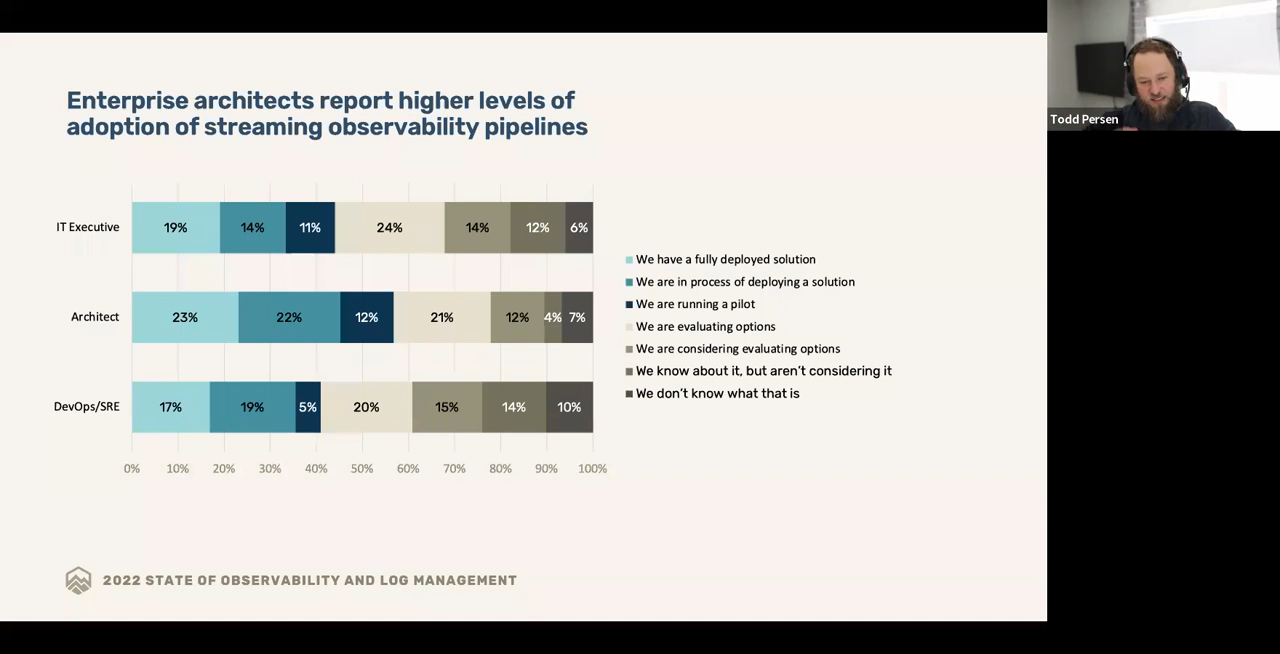 Enterprise architects report higher levels of
adoption of streaming observability pipelines
IT Executive 19% 14% 11% 24% 14% 12% 6%
Architect 23% 22% 12% 21% 12% 4% 7%
DevOps/SRE 17% 19% 5% 20% 15% 14% 10%
0% 10% 20% 30% 40% 50% 60% 70% 80% 90% 100%
We have a fully deployed solution
We are in process of deploying a solution
We are running a pilot
We are evaluating options
We are considering evaluating options
We know about it, but aren't considering it
We don't know what that is
2022 STATE OF OBSERVABILITY AND LOG MANAGEMENT
Todd Persen